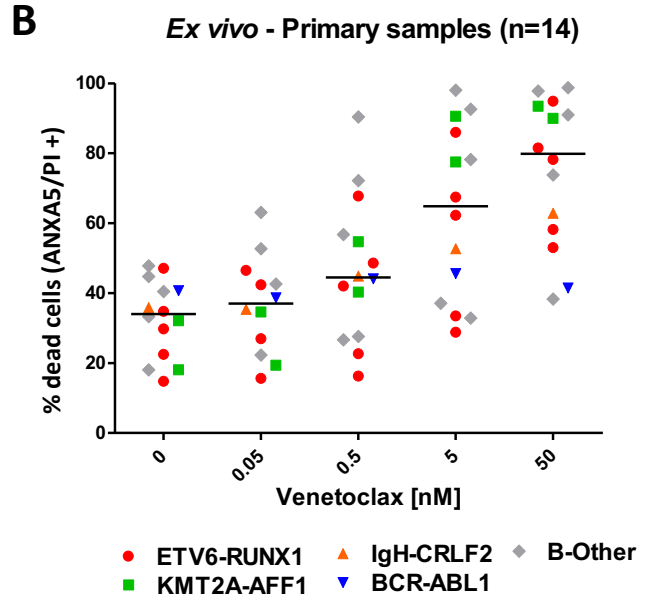 B
Ex vivo - Primary samples (n=14)
% dead cells (ANXA5/PI +)
100
80
60
40
20
0
0
0.05
0.5
5
50
Venetoclax [nM]
ETV6-RUNX1
IgH-CRLF2
B-Other
KMT2A-AFF1
BCR-ABL1